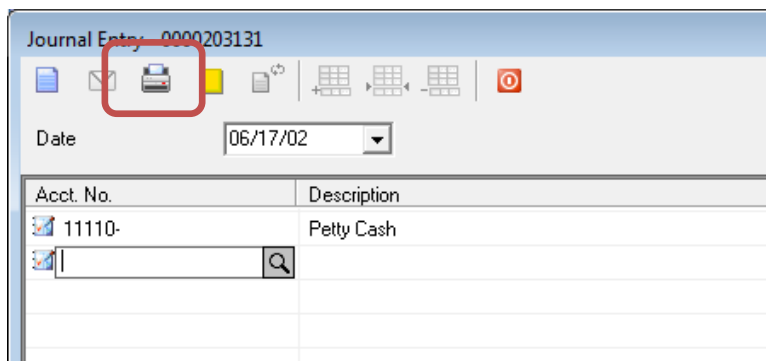 Journal Entry - 0000203131
Date 06/17/02
Acct. No. Description
11110- Petty Cash